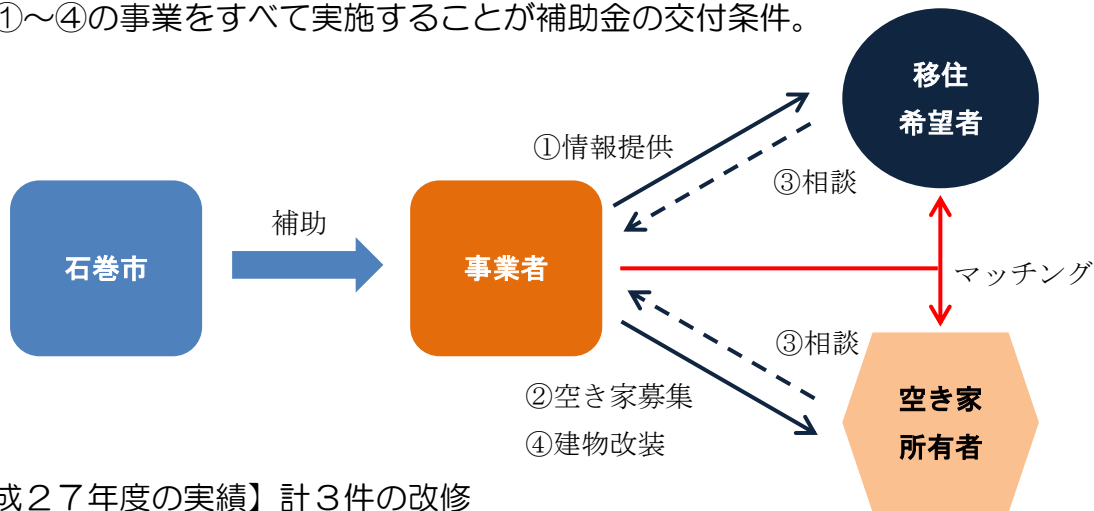 ①～④の事業をすべて実施することが補助金の交付条件。
移住
希望者
①情報提供
③相談
補助
石巻市
事業者
マッチング
③相談
②空き家募集
④建物改装
空き家
所有者
成２７年度の実績】計３件の改修